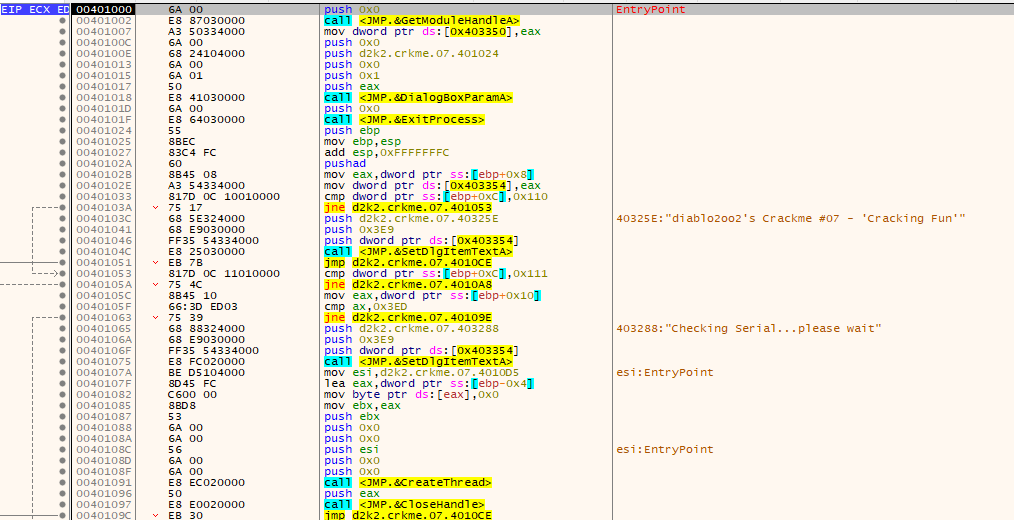 EIP ECX ED 00401000 6A 00 push 0x0 EntryPoint
00401002 E8 87030000 call <JMP.&GetModuleHandleA>
00401007 A3 50334000 mov dword ptr ds:[0x403350],eax
0040100C 6A 00 push 0x0
0040100E 68 24104000 push d2k2.crkme.07.401024
00401013 6A 00 push 0x0
00401015 6A 01 push 0x1
00401017 50 push eax
00401018 E8 41030000 call <JMP.&DialogBoxParamA>
0040101D 6A 00 push 0x0
0040101F E8 64030000 call <JMP.&ExitProcess>
00401024 55 push ebp
00401025 8BEC mov ebp,esp
00401027 83C4 FC add esp,0xFFFFFFFC
0040102A 60 pushad
0040102B 8B45 08 mov eax,dword ptr ss:[ebp+0x8]
0040102E A3 54334000 mov dword ptr ds:[0x403354],eax
00401033 817D 0C 10010000 cmp dword ptr ss:[ebp+0xC],0x110
0040103A 75 17 jne d2k2.crkme.07.401053
0040103C 68 5E324000 push d2k2.crkme.07.40325E 40325E:"diablo2oo2's Crackme #07 - 'Cracking Fun'"
00401041 68 E9030000 push 0x3E9
00401046 FF35 54334000 push dword ptr ds:[0x403354]
0040104C E8 25030000 call <JMP.&SetDlgItemTextA>
00401051 EB 7B jmp d2k2.crkme.07.4010CE
00401053 817D 0C 11010000 cmp dword ptr ss:[ebp+0xC],0x111
0040105A 75 4C jne d2k2.crkme.07.4010A8
0040105C 8B45 10 mov eax,dword ptr ss:[ebp+0x10]
0040105F 66:3D ED03 cmp ax,0x3ED
00401063 75 39 jne d2k2.crkme.07.40109E
00401065 68 88324000 push d2k2.crkme.07.403288 403288:"Checking Serial...please wait"
0040106A 68 E9030000 push 0x3E9
0040106F FF35 54334000 push dword ptr ds:[0x403354]
00401075 E8 FC020000 call <JMP.&SetDlgItemTextA>
0040107A BE D5104000 mov esi,d2k2.crkme.07.4010D5 esi:EntryPoint
0040107F 8D45 FC lea eax,dword ptr ss:[ebp-0x4]
00401082 C600 00 mov byte ptr ds:[eax],0x0
00401085 8BD8 mov ebx,eax
00401087 53 push ebx
00401088 6A 00 push 0x0
0040108A 6A 00 push 0x0
0040108C 56 push esi esi:EntryPoint
0040108D 6A 00 push 0x0
0040108F 6A 00 push 0x0
00401091 E8 EC020000 call <JMP.&CreateThread>
00401096 50 push eax
00401097 E8 E0020000 call <JMP.&CloseHandle>
0040109C EB 30 jmp d2k2.crkme.07.4010CE